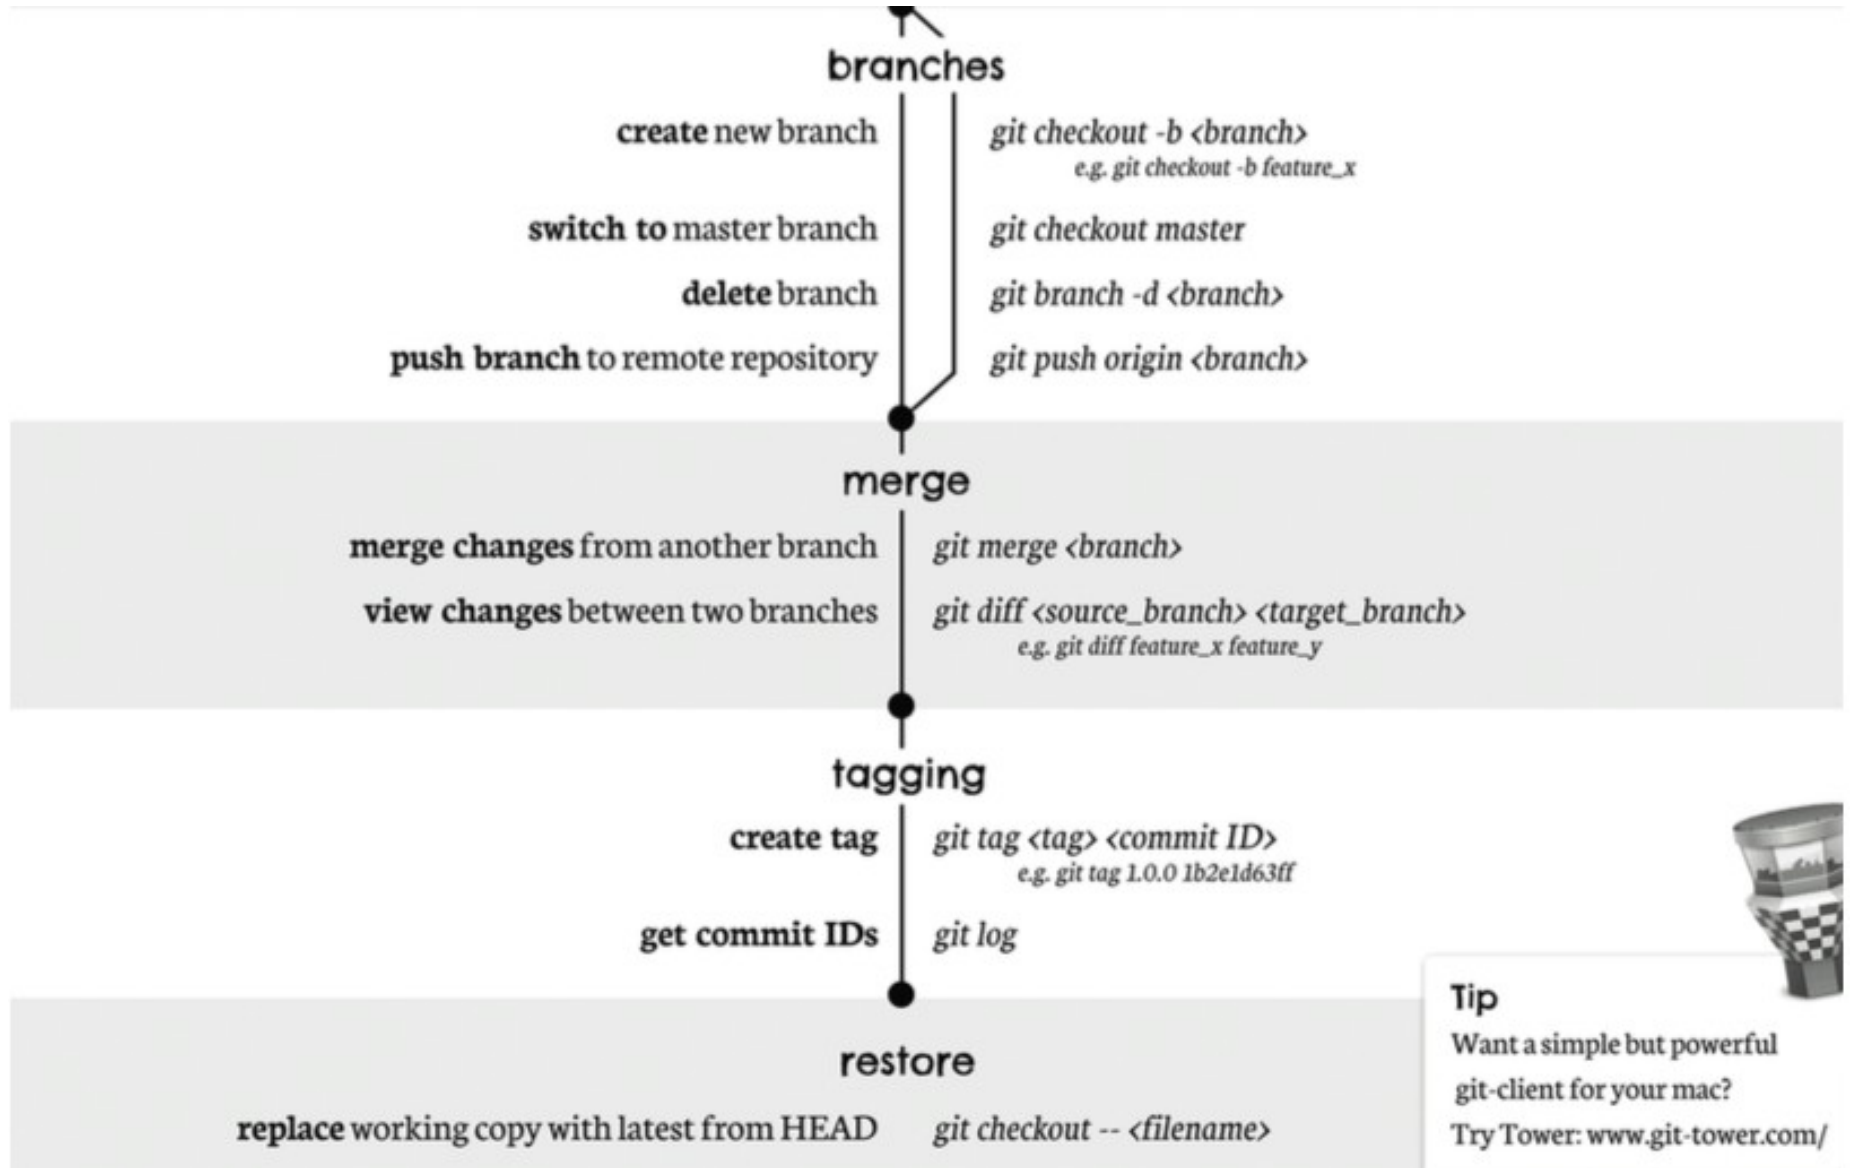 branches
create new branch git checkout -b <branch>
e.g. git checkout -b feature_x
switch to master branch git checkout master
delete branch git branch -d <branch>
push branch to remote repository git push origin <branch>
merge
merge changes from another branch git merge <branch>
view changes between two branches git diff <source_branch> <target_branch>
e.g. git diff feature_x feature_y
tagging
create tag git tag <tag> <commit ID>
e.g. git tag 1.0.0 1b2e1d63ff
get commit IDs git log
restore
replace working copy with latest from HEAD git checkout -- <filename>
Tip
Want a simple but powerful
git-client for your mac?
Try Tower: www.git-tower.com/